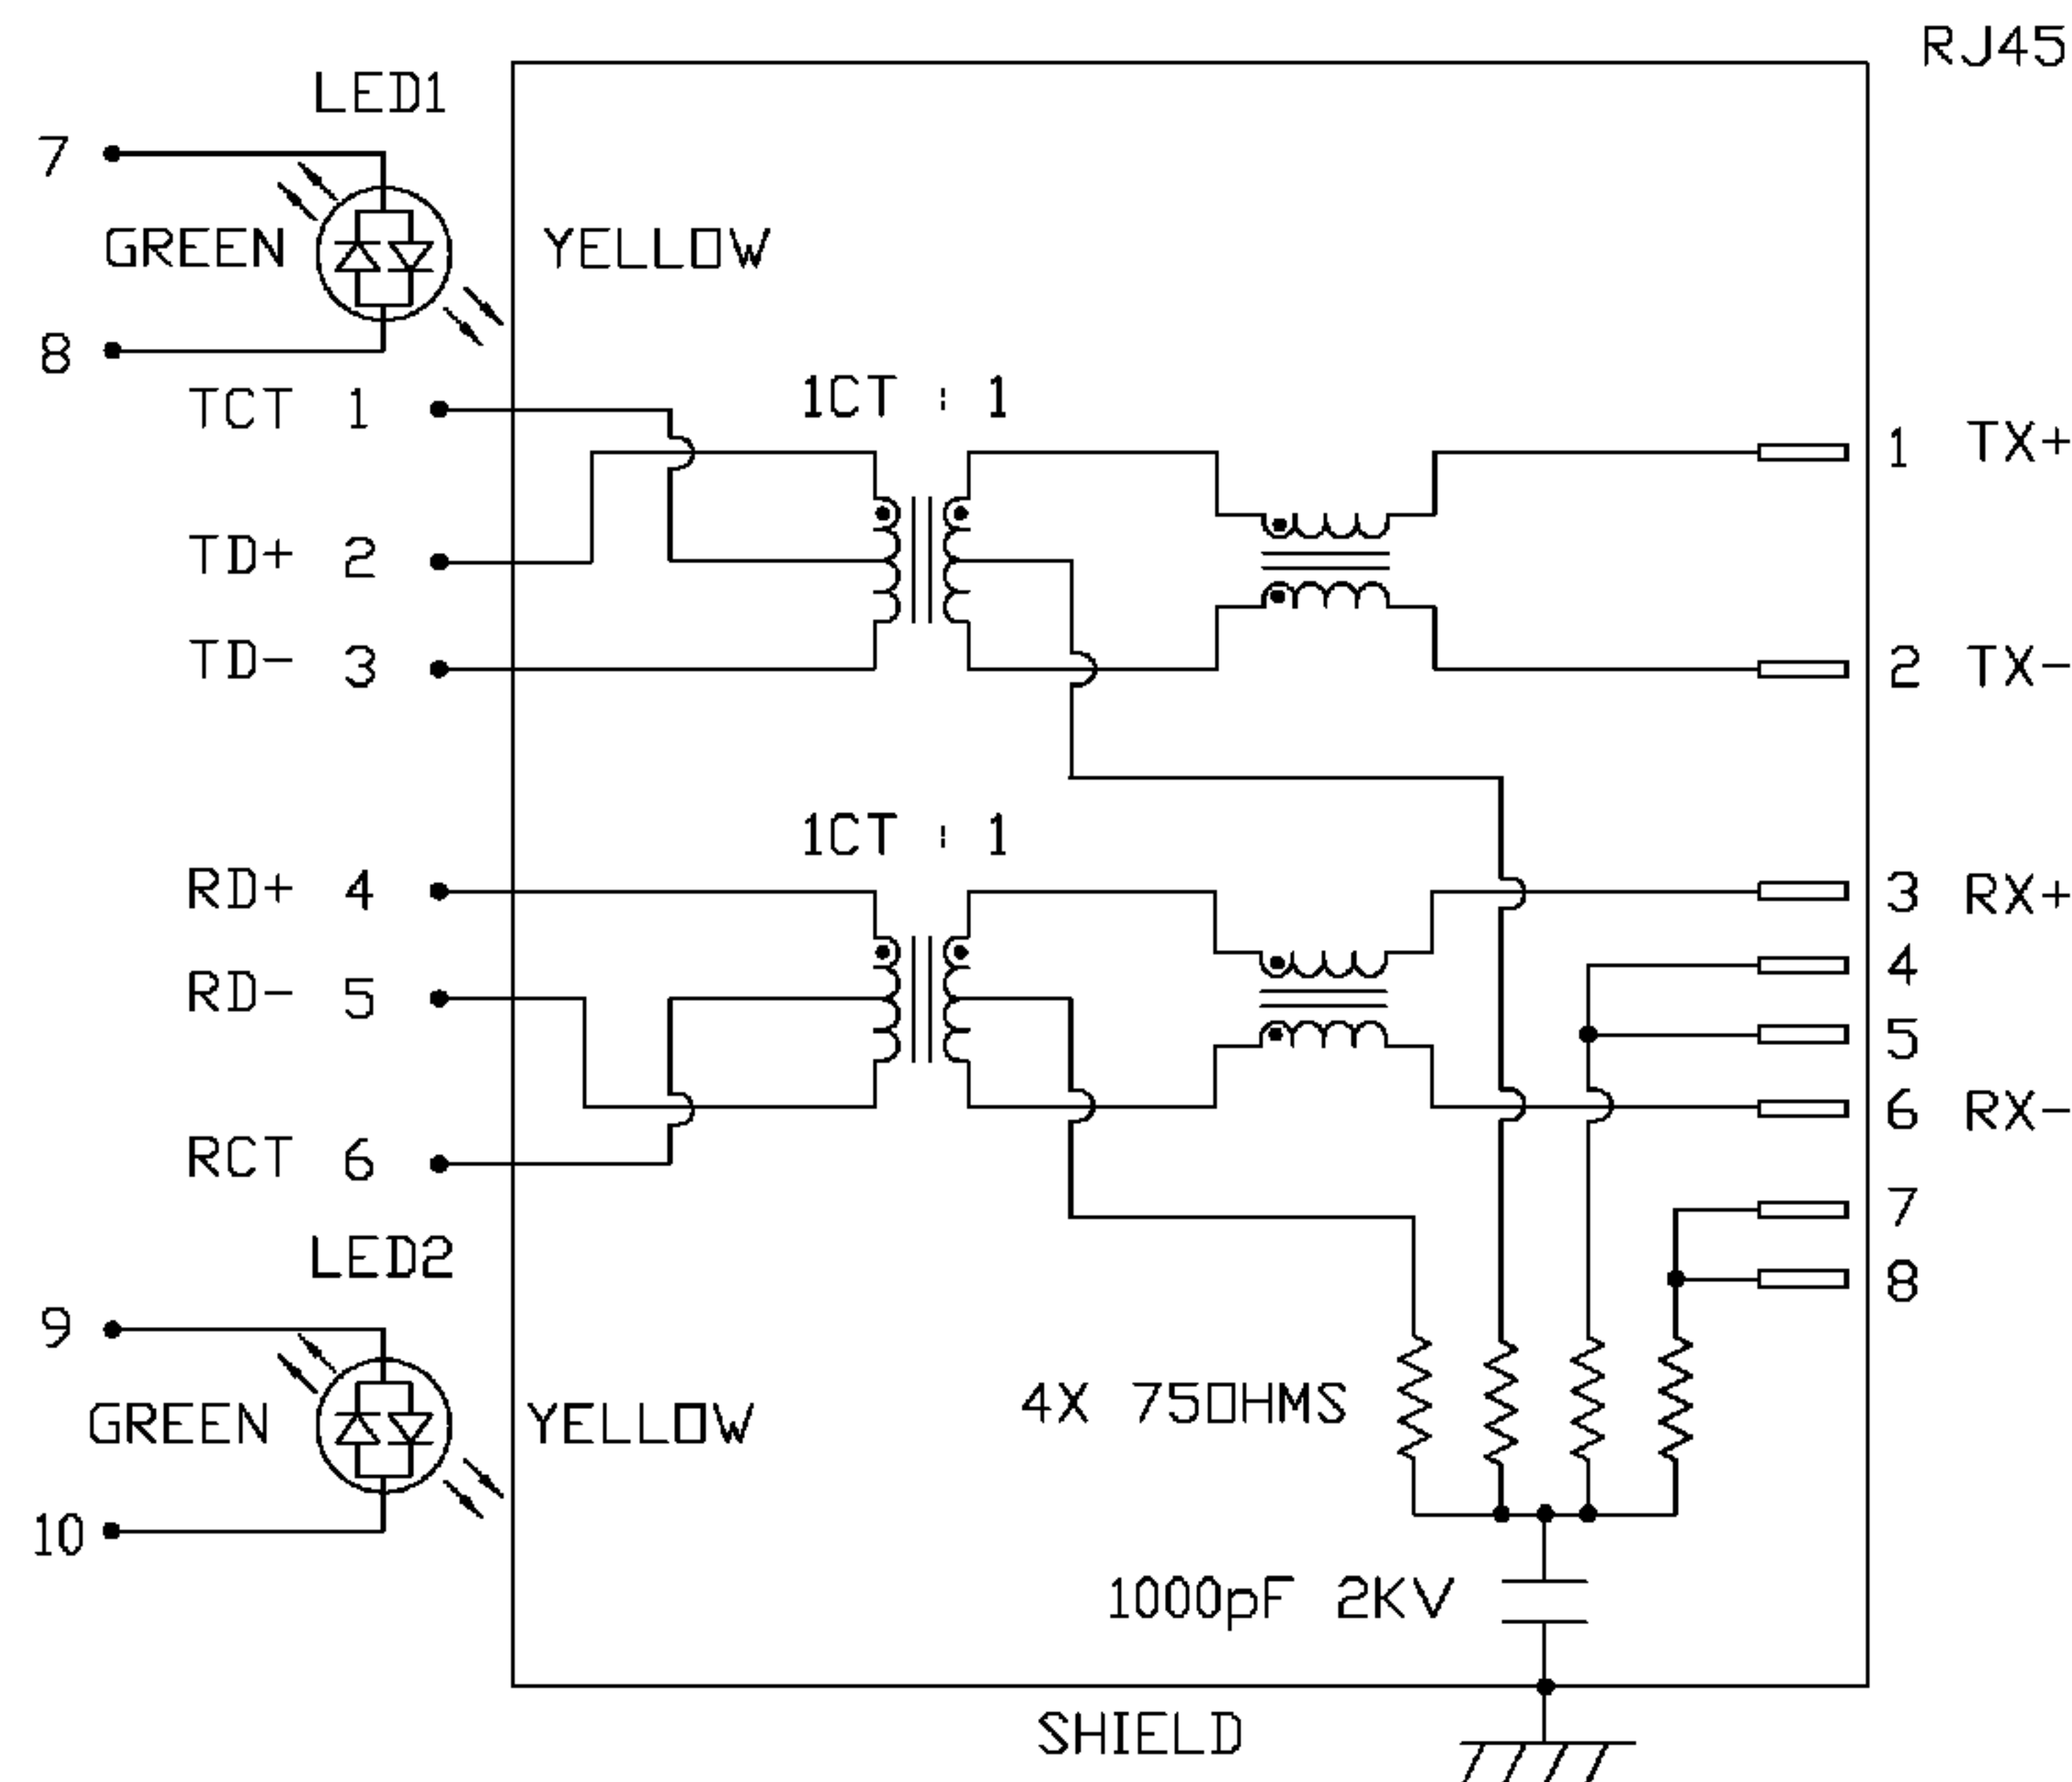 RJ45
LED1
7
GREEN
YELLOW
8
TCT 1
1CT : 1
1 TX+
TD+ 2
TD- 3
2 TX-
1CT : 1
RD+ 4
3 RX+
4
RD- 5
5
6 RX-
RCT 6
7
LED2
8
9
4X 75OHMS
GREEN
YELLOW
10
1000pF 2KV
SHIELD